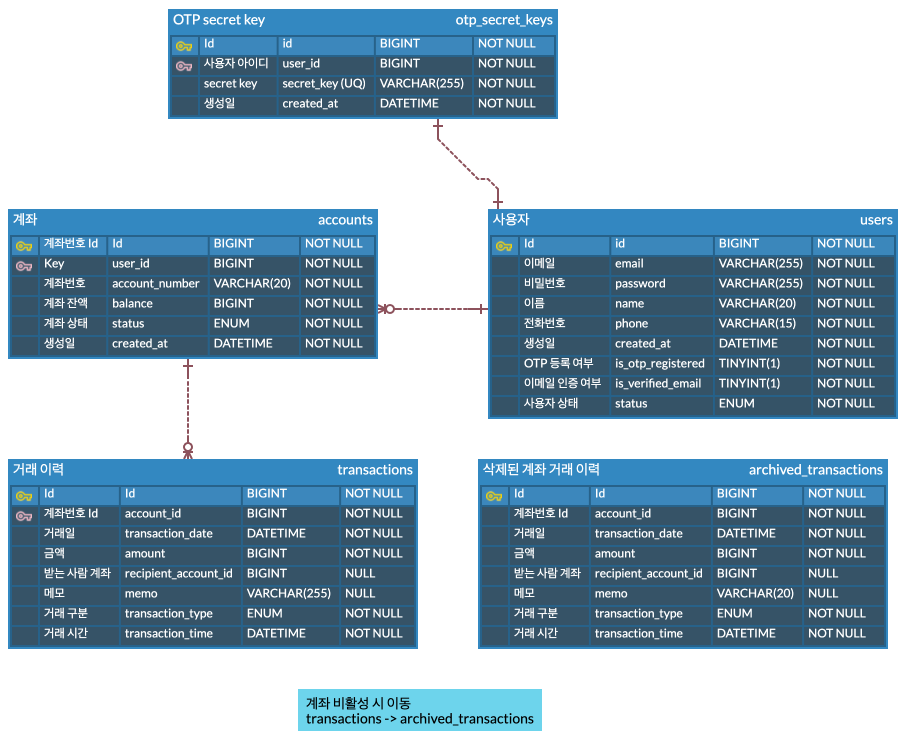 OTP secret key otp_secret_keys
Id id BIGINT NOT NULL
사용자 아이디 user_id BIGINT NOT NULL
secret key secret_key (UQ) VARCHAR(255) NOT NULL
생성일 created_at DATETIME NOT NULL
계좌 accounts
계좌번호 Id Id BIGINT NOT NULL
Key user_id BIGINT NOT NULL
계좌번호 account_number VARCHAR(20) NOT NULL
계좌 잔액 balance BIGINT NOT NULL
계좌 상태 status ENUM NOT NULL
생성일 created_at DATETIME NOT NULL
사용자 users
Id id BIGINT NOT NULL
이메일 email VARCHAR(255) NOT NULL
비밀번호 password VARCHAR(255) NOT NULL
이름 name VARCHAR(20) NOT NULL
전화번호 phone VARCHAR(15) NOT NULL
생성일 created_at DATETIME NOT NULL
OTP 등록 여부 is_otp_registered TINYINT(1) NOT NULL
이메일 인증 여부 is_verified_email TINYINT(1) NOT NULL
사용자 상태 status ENUM NOT NULL
거래 이력 transactions
Id Id BIGINT NOT NULL
계좌번호 Id account_id BIGINT NOT NULL
거래일 transaction_date DATETIME NOT NULL
금액 amount BIGINT NOT NULL
받는 사람 계좌 recipient_account_id BIGINT NULL
메모 memo VARCHAR(255) NULL
거래 구분 transaction_type ENUM NOT NULL
거래 시간 transaction_time DATETIME NOT NULL
삭제된 계좌 거래 이력 archived_transactions
Id Id BIGINT NOT NULL
계좌번호 Id account_id BIGINT NOT NULL
거래일 transaction_date DATETIME NOT NULL
금액 amount BIGINT NOT NULL
받는 사람 계좌 recipient_account_id BIGINT NULL
메모 memo VARCHAR(20) NULL
거래 구분 transaction_type ENUM NOT NULL
거래 시간 transaction_time DATETIME NOT NULL
계좌 비활성 시 이동
transactions -> archived_transactions